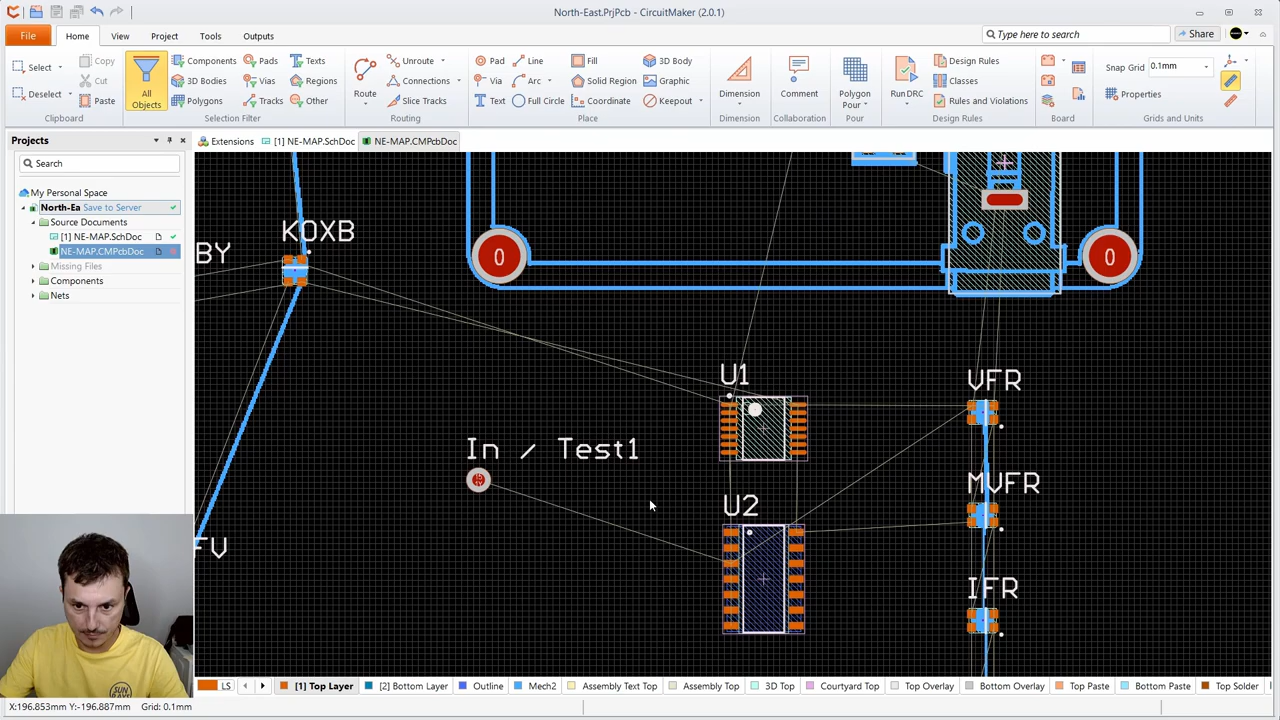 North-East.PrjPcb - CircuitMaker (2.0.1)
File Home View Project Tools Outputs Type here to search Share
Select Copy Components Pads Texts Unroute Pad Line Fill 3D Body Design Rules Snap Grid 0.1mm
Deselect Cut All Objects 3D Bodies Vias Regions Route Connections Via Arc Solid Region Graphic Dimension Comment Polygon Pour Run DRC Classes Properties
Paste Polygons Tracks Other Slide Tracks Text Full Circle Coordinate Keepout Rules and Violations
Clipboard Selection Filter Routing Place Dimension Collaboration Pour Design Rules Board Grids and Units
Projects Extensions [1] NE-MAP.SchDoc NE-MAP.CMPcbDoc
Search
My Personal Space
North-Ea Save to Server
Source Documents
[1] NE-MAP.SchDoc
NE-MAP.CMPcbDoc
Missing Files
Components
Nets
KOXB
BY
0
0
U1
VFR
In / Test1
MVFR
U2
FV
IFR
SUN
LS [1] Top Layer [2] Bottom Layer Outline Mech2 Assembly Text Top Assembly Top 3D Top Courtyard Top Top Overlay Bottom Overlay Top Paste Bottom Paste Top Solder
X:196.853mm Y:-196.887mm Grid: 0.1mm